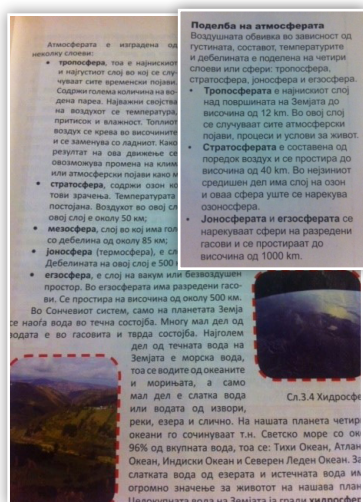 Атмосферата е изградена од
неколку слоеви:
• тропосфера, тоа е најнискиот
и најгустиот слој во кој се слу-
чуваат сите временски појави.
Содржи голема количина на во-
дена пареа. Најважни својства
на воздухот се температура,
притисок и влажност. Топлиот
воздух се крева во височините
и се заменува со ладниот. Како
резултат на ова движење се
овозможува промена на клим
или атмосферски појави како м
• стратосфера, содржи озон ко
тови зрачења. Температурата
постојана. Воздухот во овој сл
овој слој е околу 50 км;
• мезосфера, слој во кој има гол
со дебелина од околу 85 км;
• јоносфера (термосфера), е сл
Дебелината на овој слој е 500
• егзосфера, е слој на вакум или безвоздушен
простор. Во егзосферата има разредени гасо-
ви. Се простира на височина од околу 500 км.
Во Сончевиот систем, само на планетата Земја
се наоѓа вода во течна состојба. Многу мал дел од
водата е во гасовита и тврда состојба. Најголем
дел од течната вода на
Земјата е морска вода,
тоа се водите од океаните
и морињата, а само
мал дел е слатка вода
или водата од извори,
реки, езера и слично. На нашата планета четири
океани го сочинуваат т.н. Светско море со око
96% од вкупната вода, тоа се: Тихи Океан, Атлан
Океан, Индиски Океан и Северен Леден Океан. За
слатката вода од езерата и истечната вода им
огромно значење за животот на нашава план
Целокупната вода на Земјата ја гради хидросфер
Сл.3.4 Хидросфе
Поделба на атмосферата
Воздушната обвивка во зависност од
густината, составот, температурите
и дебелината е поделена на четири
слоеви или сфери: тропосфера,
стратосфера, јоносфера и егзосфера.
• Тропосферата е најнискиот слој
над површината на Земјата до
височина од 12 km. Во овој слој
се случуваат сите атмосферски
појави, процеси и услови за живот.
• Стратосферата е составена од
поредок воздух и се простира до
височина од 40 km. Во нејзиниот
средишен дел има слој на озон
и оваа сфера уште се нарекува
озоносфера.
• Јоносферата и егзосферата се
нарекуваат сфери на разредени
гасови и се простираат до
височина од 1000 km.